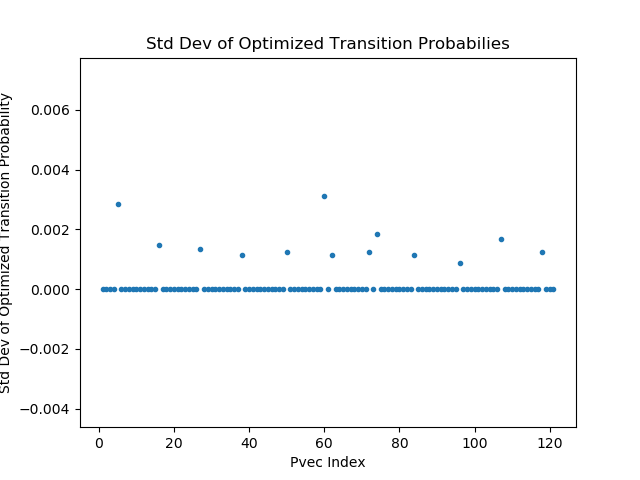 Std Dev of Optimized Transition Probabilies
Std Dev of Optimized Transition Probability
0.006
0.004
0.002
0.000
−0.002
−0.004
0 20 40 60 80 100 120
Pvec Index